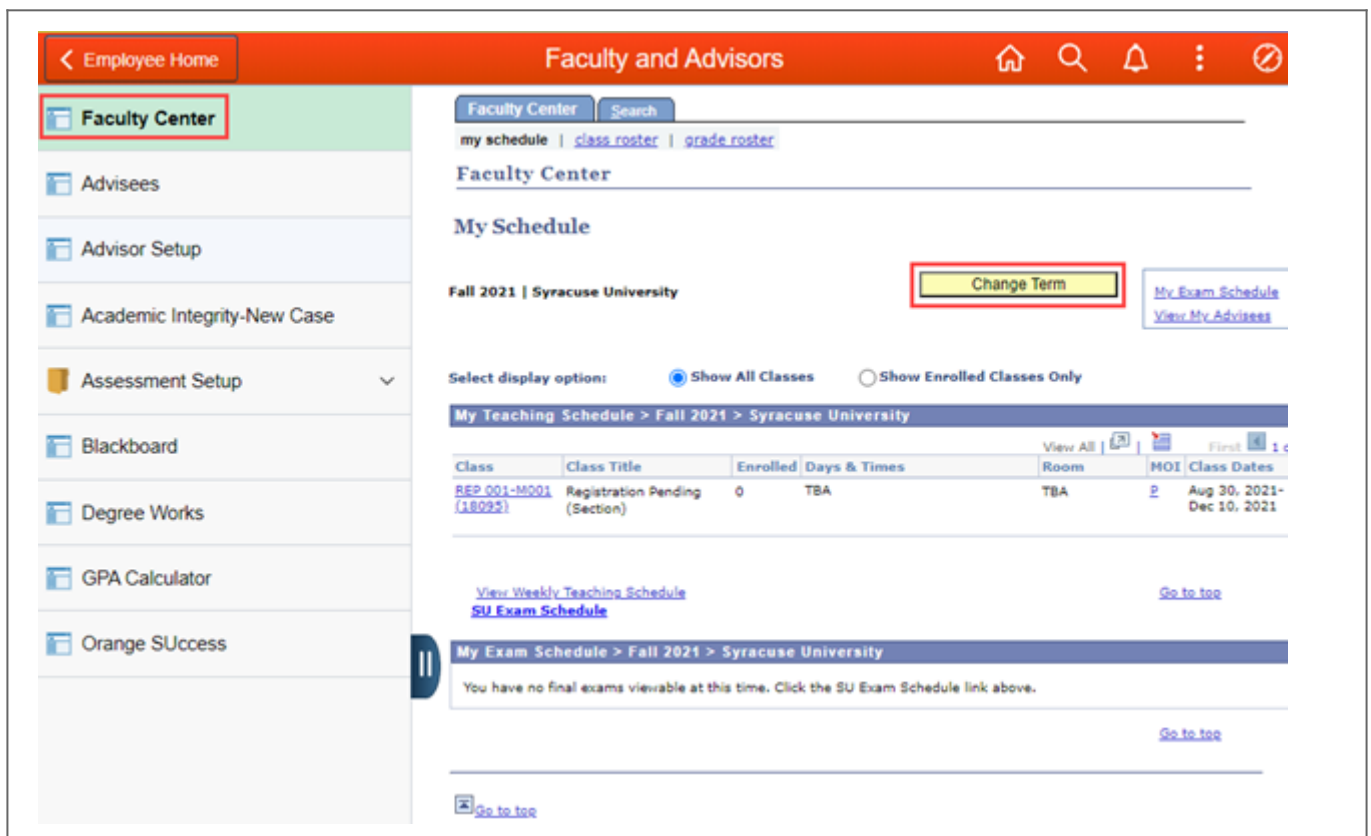 Employee Home
Faculty and Advisors
Faculty Center
Advisees
Advisor Setup
Academic Integrity-New Case
Assessment Setup
Blackboard
Degree Works
GPA Calculator
Orange SUccess
Faculty Center Search
my schedule | class roster | grade roster
Faculty Center
My Schedule
Fall 2021 | Syracuse University
Change Term
My Exam Schedule
View My Advisees
Select display option: Show All Classes Show Enrolled Classes Only
My Teaching Schedule > Fall 2021 > Syracuse University
View All | | First 1
Class Class Title Enrolled Days & Times Room MOI Class Dates
REP 001-M001 Registration Pending 0 TBA TBA P Aug 30, 2021-
(18095) (Section) Dec 10, 2021
View Weekly Teaching Schedule Go to top
SU Exam Schedule
My Exam Schedule > Fall 2021 > Syracuse University
You have no final exams viewable at this time. Click the SU Exam Schedule link above.
Go to top
Go to top